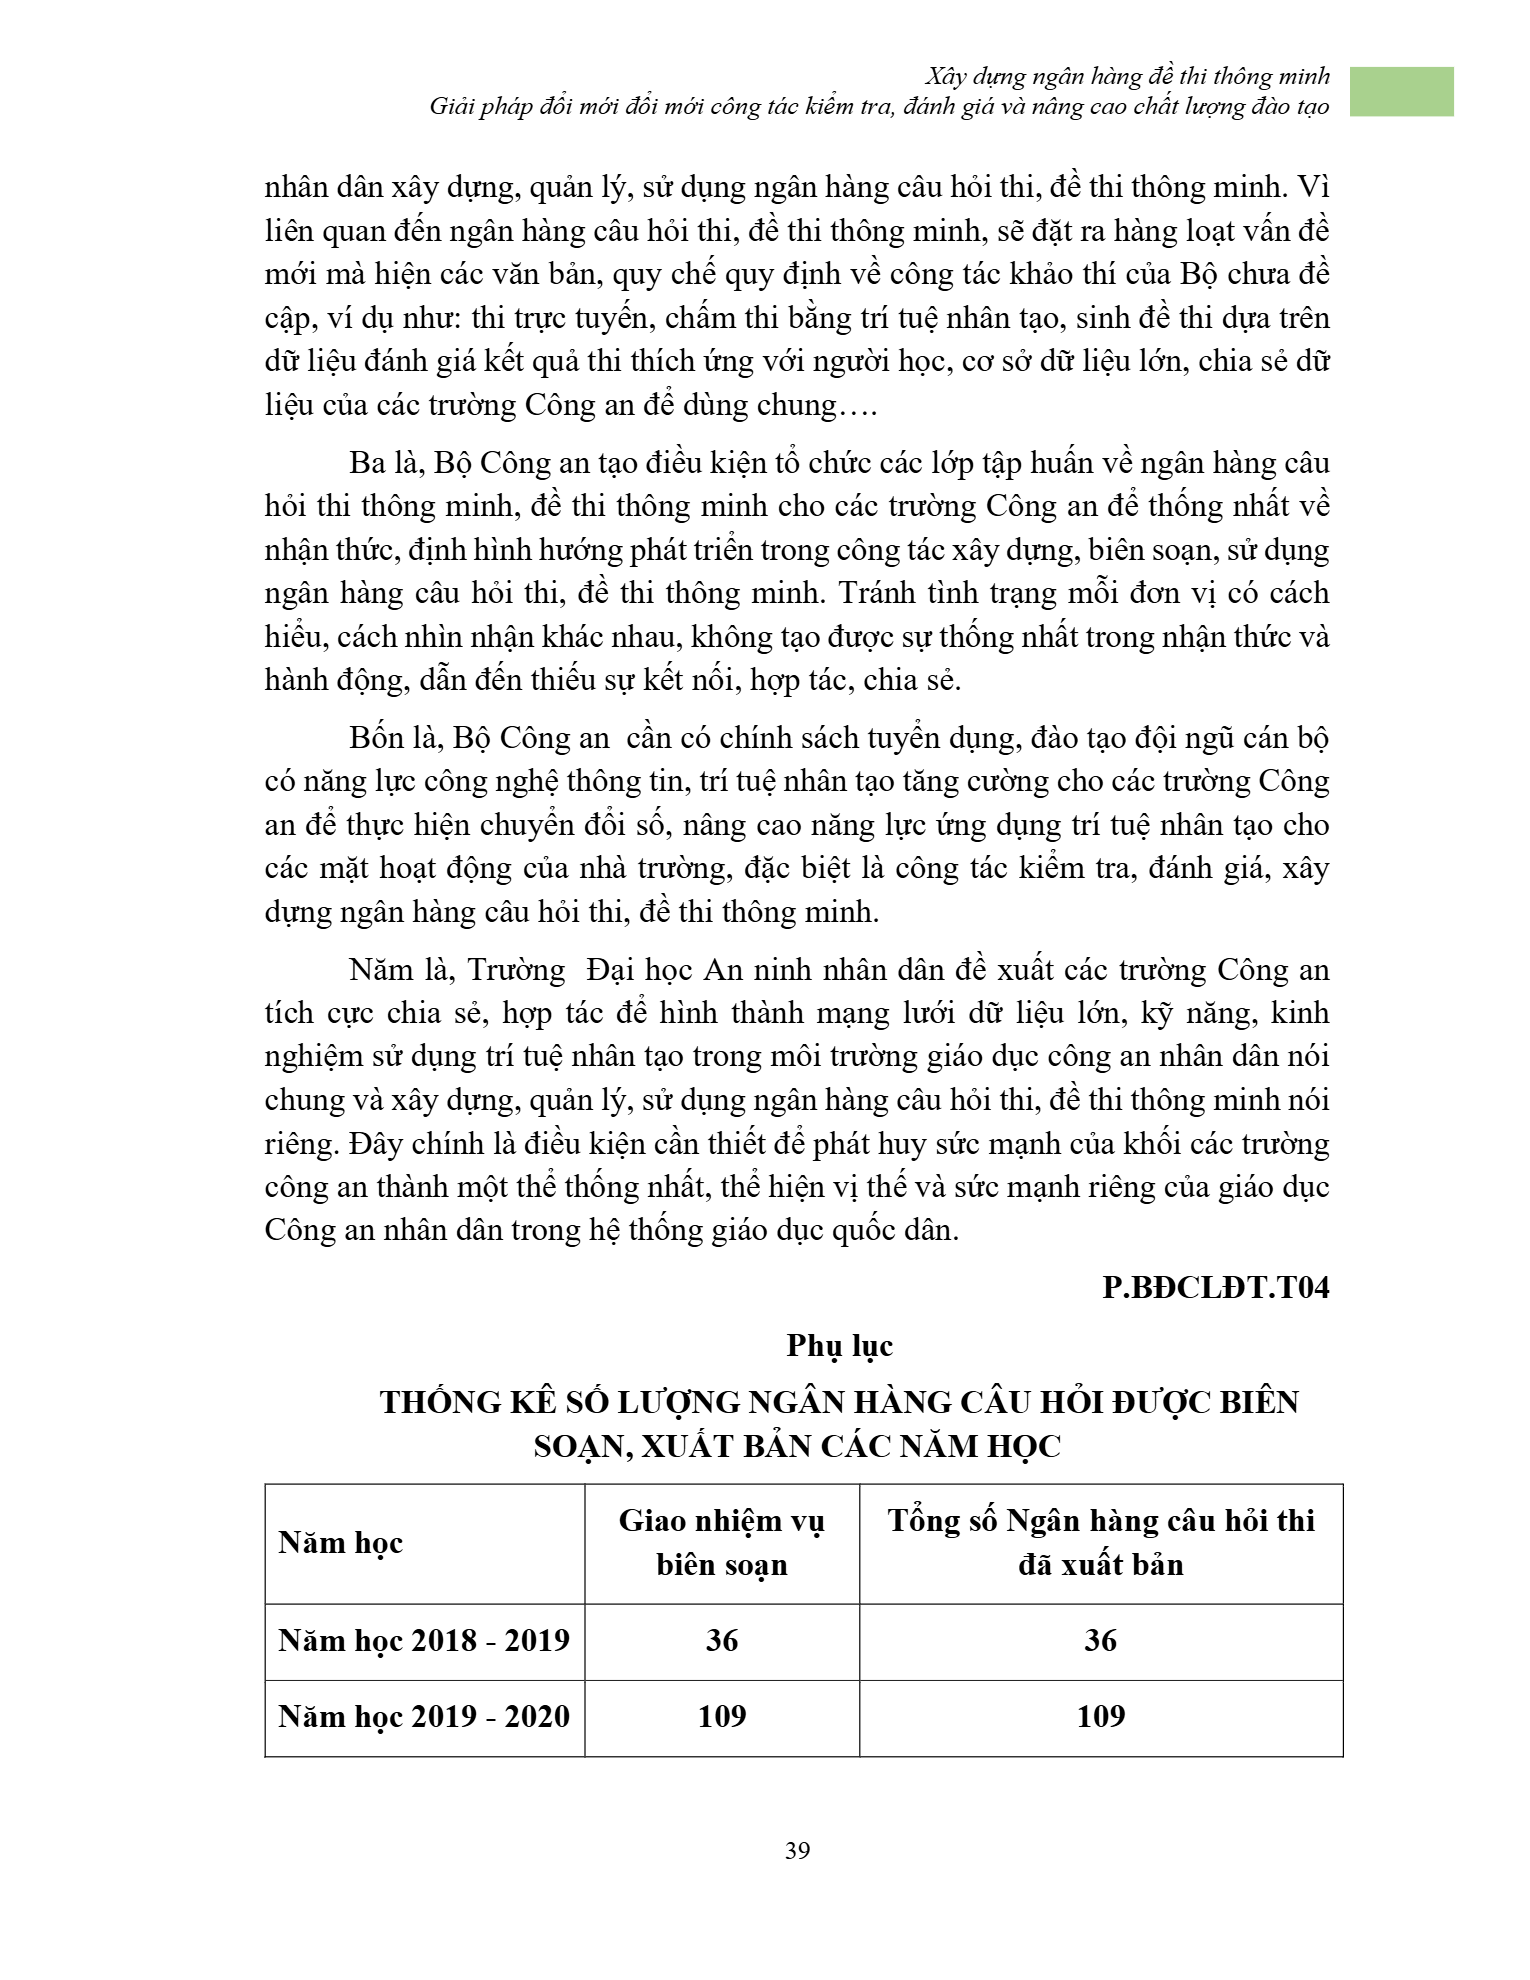 Xây dựng ngân hàng đề thi thông minh
Giải pháp đổi mới đổi mới công tác kiểm tra, đánh giá và nâng cao chất lượng đào tạo
nhân dân xây dựng, quản lý, sử dụng ngân hàng câu hỏi thi, đề thi thông minh. Vì
liên quan đến ngân hàng câu hỏi thi, đề thi thông minh, sẽ đặt ra hàng loạt vấn đề
mới mà hiện các văn bản, quy chế quy định về công tác khảo thí của Bộ chưa đề
cập, ví dụ như: thi trực tuyến, chấm thi bằng trí tuệ nhân tạo, sinh đề thi dựa trên
dữ liệu đánh giá kết quả thi thích ứng với người học, cơ sở dữ liệu lớn, chia sẻ dữ
liệu của các trường Công an để dùng chung….
Ba là, Bộ Công an tạo điều kiện tổ chức các lớp tập huấn về ngân hàng câu
hỏi thi thông minh, đề thi thông minh cho các trường Công an để thống nhất về
nhận thức, định hình hướng phát triển trong công tác xây dựng, biên soạn, sử dụng
ngân hàng câu hỏi thi, đề thi thông minh. Tránh tình trạng mỗi đơn vị có cách
hiểu, cách nhìn nhận khác nhau, không tạo được sự thống nhất trong nhận thức và
hành động, dẫn đến thiếu sự kết nối, hợp tác, chia sẻ.
Bốn là, Bộ Công an cần có chính sách tuyển dụng, đào tạo đội ngũ cán bộ
có năng lực công nghệ thông tin, trí tuệ nhân tạo tăng cường cho các trường Công
an để thực hiện chuyển đổi số, nâng cao năng lực ứng dụng trí tuệ nhân tạo cho
các mặt hoạt động của nhà trường, đặc biệt là công tác kiểm tra, đánh giá, xây
dựng ngân hàng câu hỏi thi, đề thi thông minh.
Năm là, Trường Đại học An ninh nhân dân đề xuất các trường Công an
tích cực chia sẻ, hợp tác để hình thành mạng lưới dữ liệu lớn, kỹ năng, kinh
nghiệm sử dụng trí tuệ nhân tạo trong môi trường giáo dục công an nhân dân nói
chung và xây dựng, quản lý, sử dụng ngân hàng câu hỏi thi, đề thi thông minh nói
riêng. Đây chính là điều kiện cần thiết để phát huy sức mạnh của khối các trường
công an thành một thể thống nhất, thể hiện vị thế và sức mạnh riêng của giáo dục
Công an nhân dân trong hệ thống giáo dục quốc dân.
P.BĐCLĐT.T04
Phụ lục
THỐNG KÊ SỐ LƯỢNG NGÂN HÀNG CÂU HỎI ĐƯỢC BIÊN
SOẠN, XUẤT BẢN CÁC NĂM HỌC
Năm học
Giao nhiệm vụ
biên soạn
Tổng số Ngân hàng câu hỏi thi
đã xuất bản
Năm học 2018 - 2019
36
36
Năm học 2019 - 2020
109
109
39